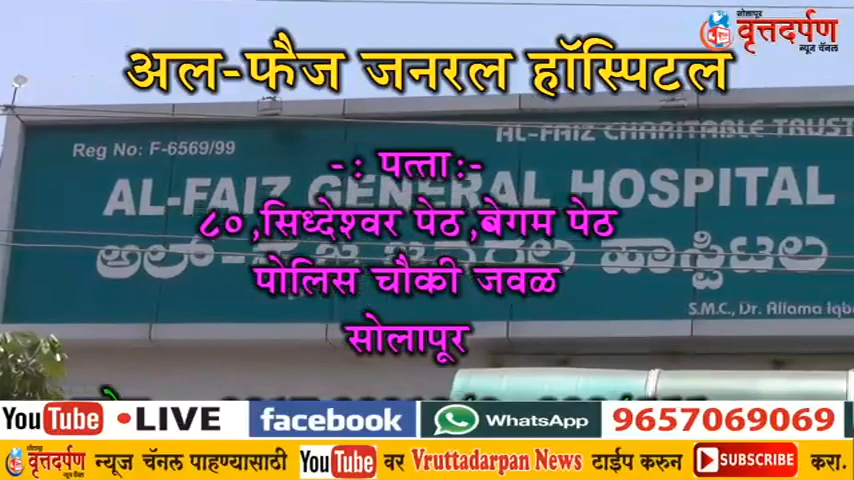 सोलापूर
वृत्तदर्पण
न्यूज चॅनल
अल-फैज जनरल हॉस्पिटल
Reg No: F-6569/99
AL-FAIZ CHARITABLE TRUST
-: पत्ता:-
AL-FAIZ GENERAL HOSPITAL
८०,सिध्देश्वर पेठ,बेगम पेठ
పోलिस चौकी जवळ
S.M.C., Dr. Allama Iqb
सोलापूर
YouTube •LIVE facebook WhatsApp 9657069069
वृत्तदर्पण न्यूज चॅनल पाहण्यासाठी YouTube वर Vruttadarpan News टाईप करुन SUBSCRIBE करा.